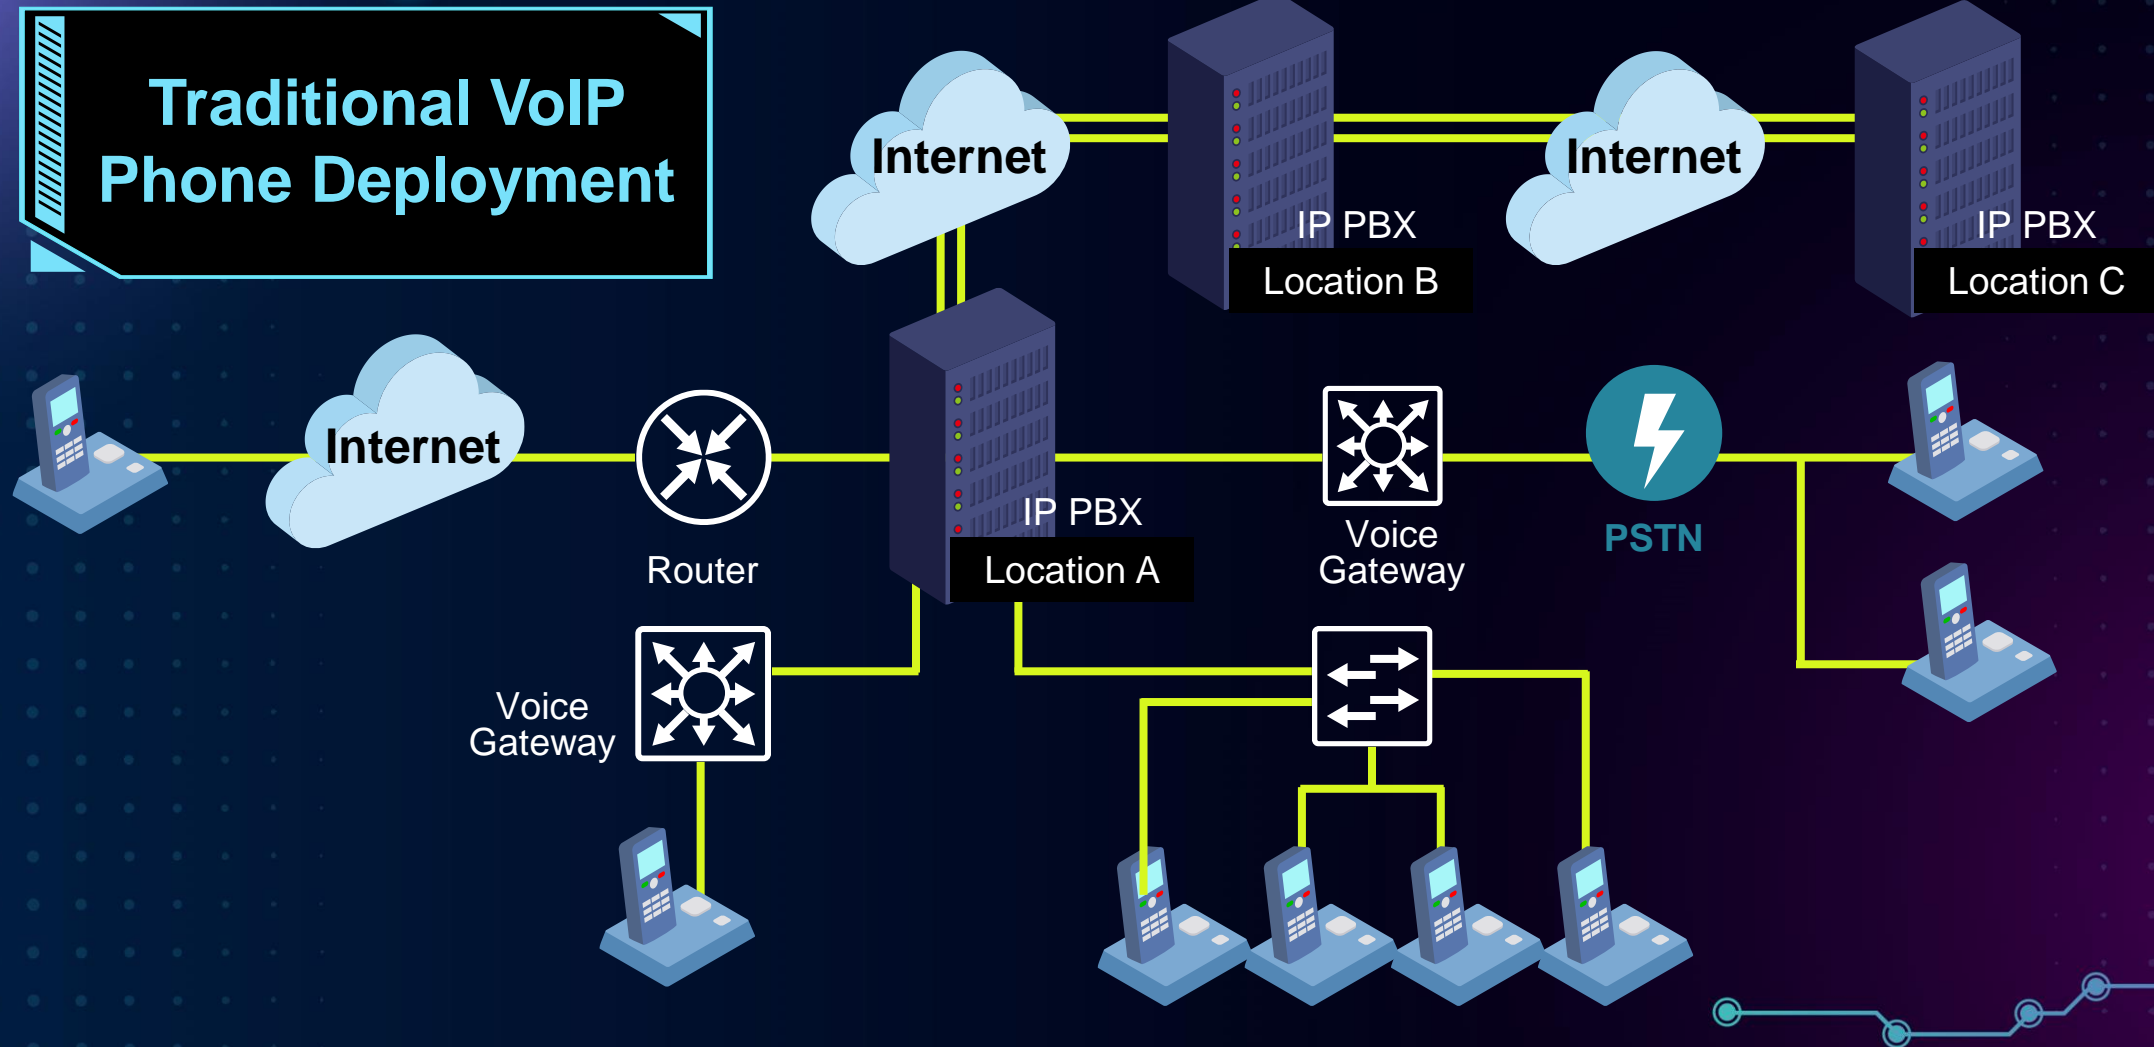 Traditional VoIP
Phone Deployment
Internet
Internet
IP PBX
Location B
IP PBX
Location C
Internet
Router
IP PBX
Location A
Voice
Gateway
PSTN
Voice
Gateway